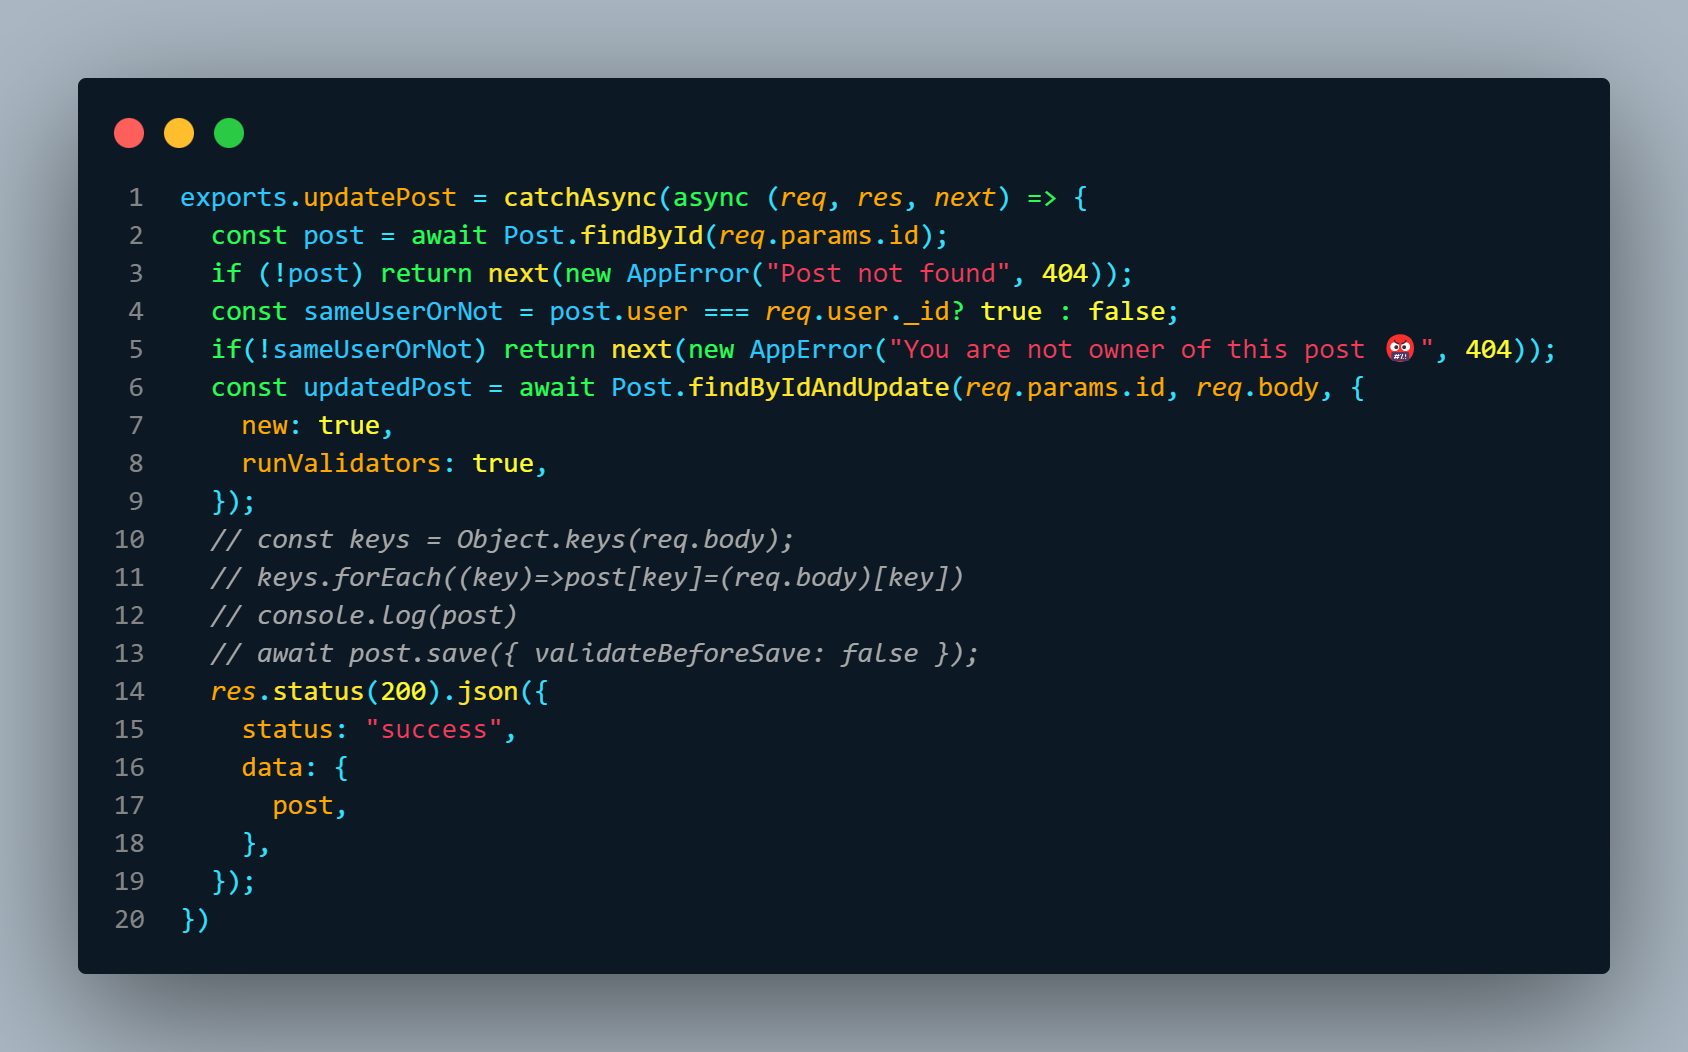 1 exports.updatePost = catchAsync(async (req, res, next) => {
2   const post = await Post.findById(req.params.id);
3   if (!post) return next(new AppError("Post not found", 404));
4   const sameUserOrNot = post.user === req.user._id? true : false;
5   if(!sameUserOrNot) return next(new AppError("You are not owner of this post 🤬", 404));
6   const updatedPost = await Post.findByIdAndUpdate(req.params.id, req.body, {
7     new: true,
8     runValidators: true,
9   });
10   // const keys = Object.keys(req.body);
11   // keys.forEach((key)=>post[key]=(req.body)[key])
12   // console.log(post)
13   // await post.save({ validateBeforeSave: false });
14   res.status(200).json({
15     status: "success",
16     data: {
17       post,
18     },
19   });
20 })